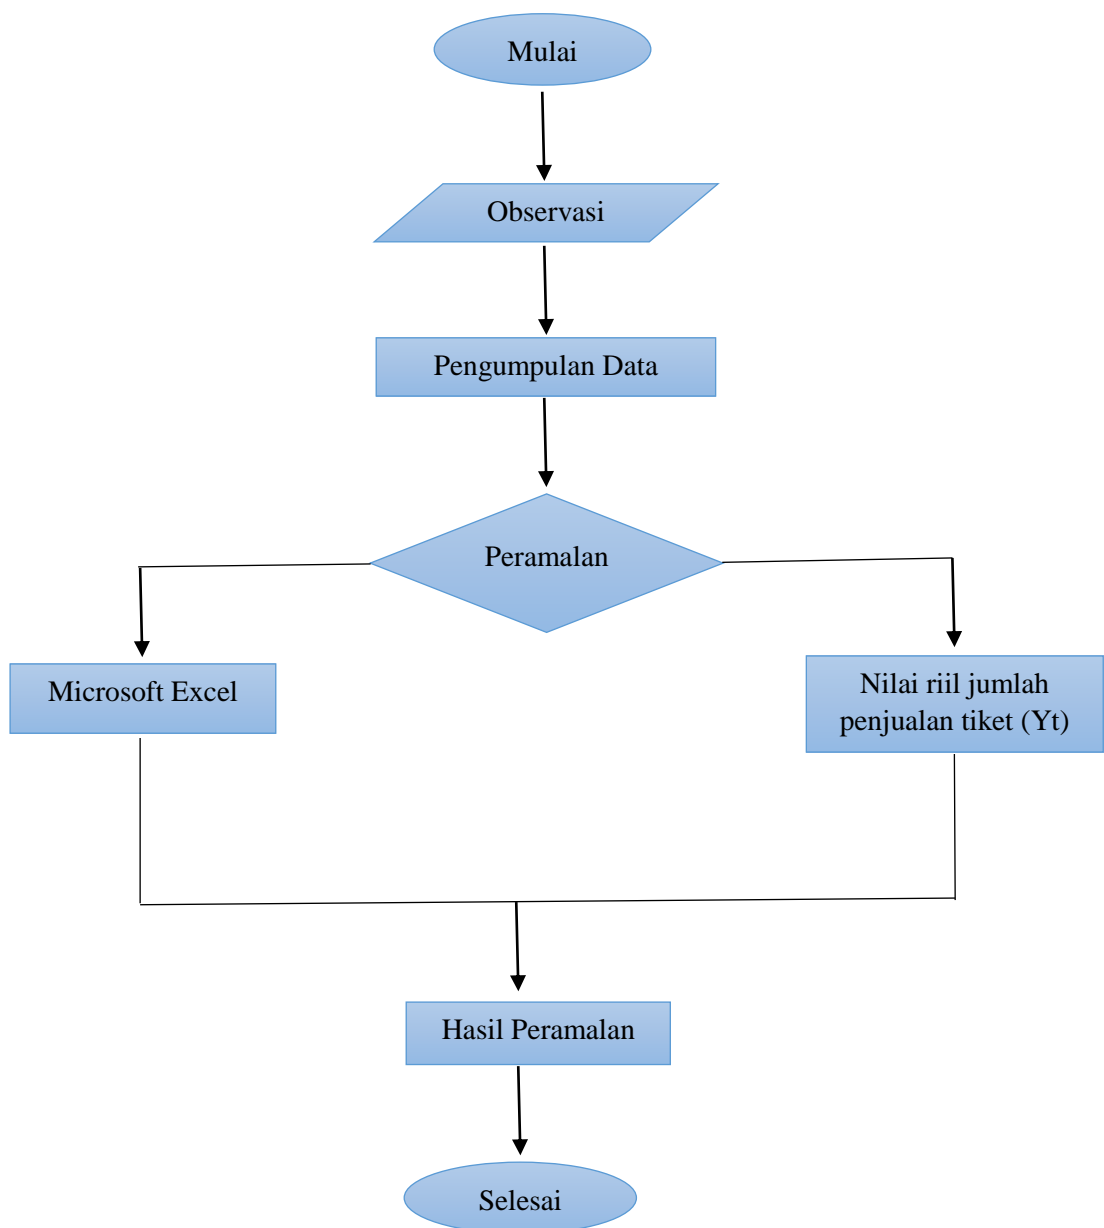 Mulai
Observasi
Pengumpulan Data
Peramalan
Microsoft Excel
Nilai riil jumlah
penjualan tiket (Yt)
Hasil Peramalan
Selesai